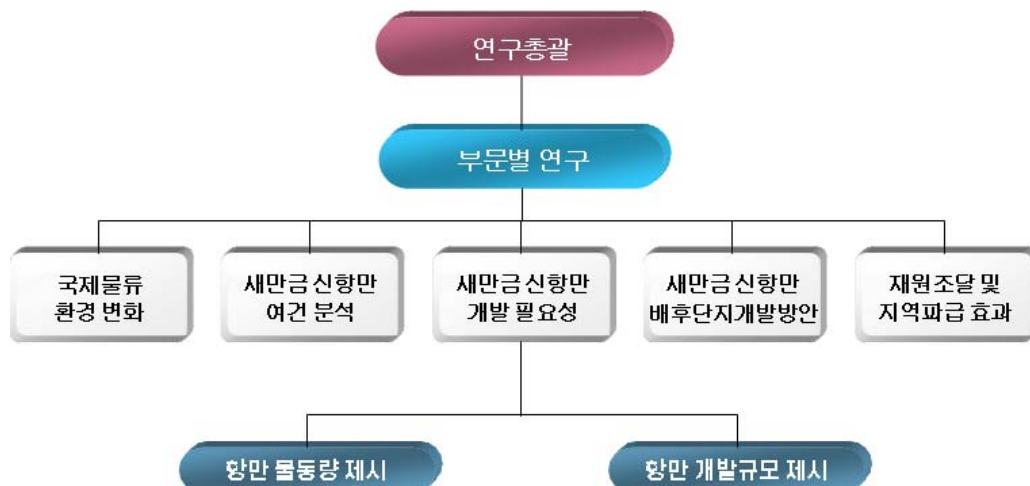 연구총괄
부문별 연구
국제물류
환경 변화
새만금 신항만
여건 분석
새만금 신항만
개발 필요성
새만금 신항만
배후단지개발방안
재원조달 및
지역파급 효과
항만 물동량 제시
항만 개발규모 제시